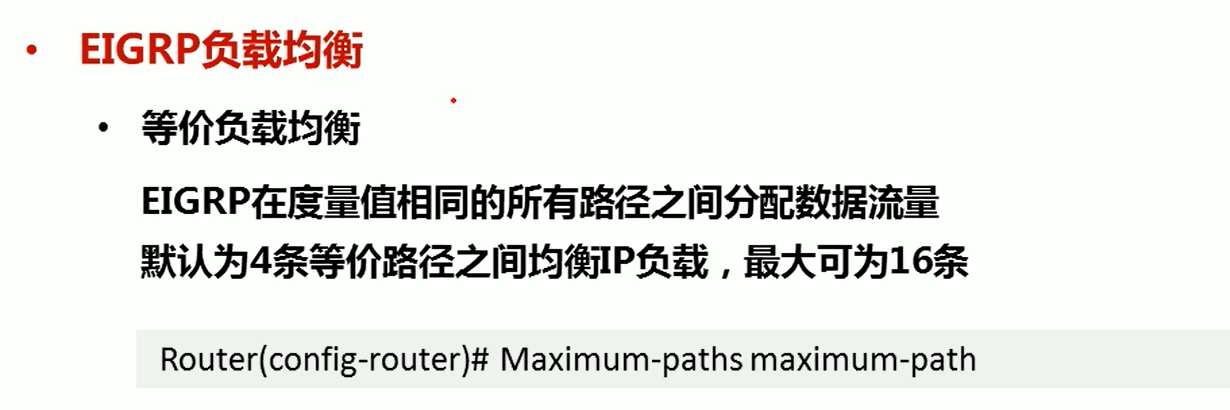 • EIGRP负载均衡
• 等价负载均衡
EIGRP在度量值相同的所有路径之间分配数据流量
默认为4条等价路径之间均衡IP负载，最大可为16条
Router(config-router)# Maximum-paths maximum-path